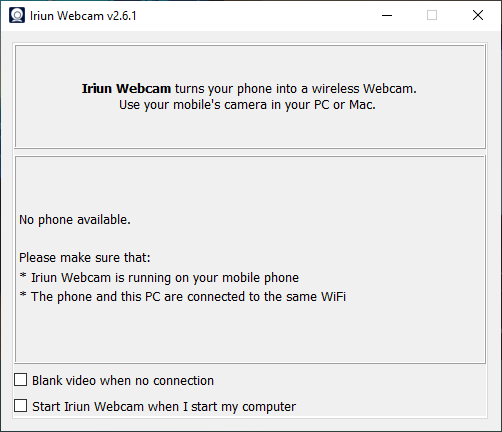 Iriun Webcam v2.6.1
Iriun Webcam turns your phone into a wireless Webcam.
Use your mobile's camera in your PC or Mac.
No phone available.
Please make sure that:
* Iriun Webcam is running on your mobile phone
* The phone and this PC are connected to the same WiFi
Blank video when no connection
Start Iriun Webcam when I start my computer